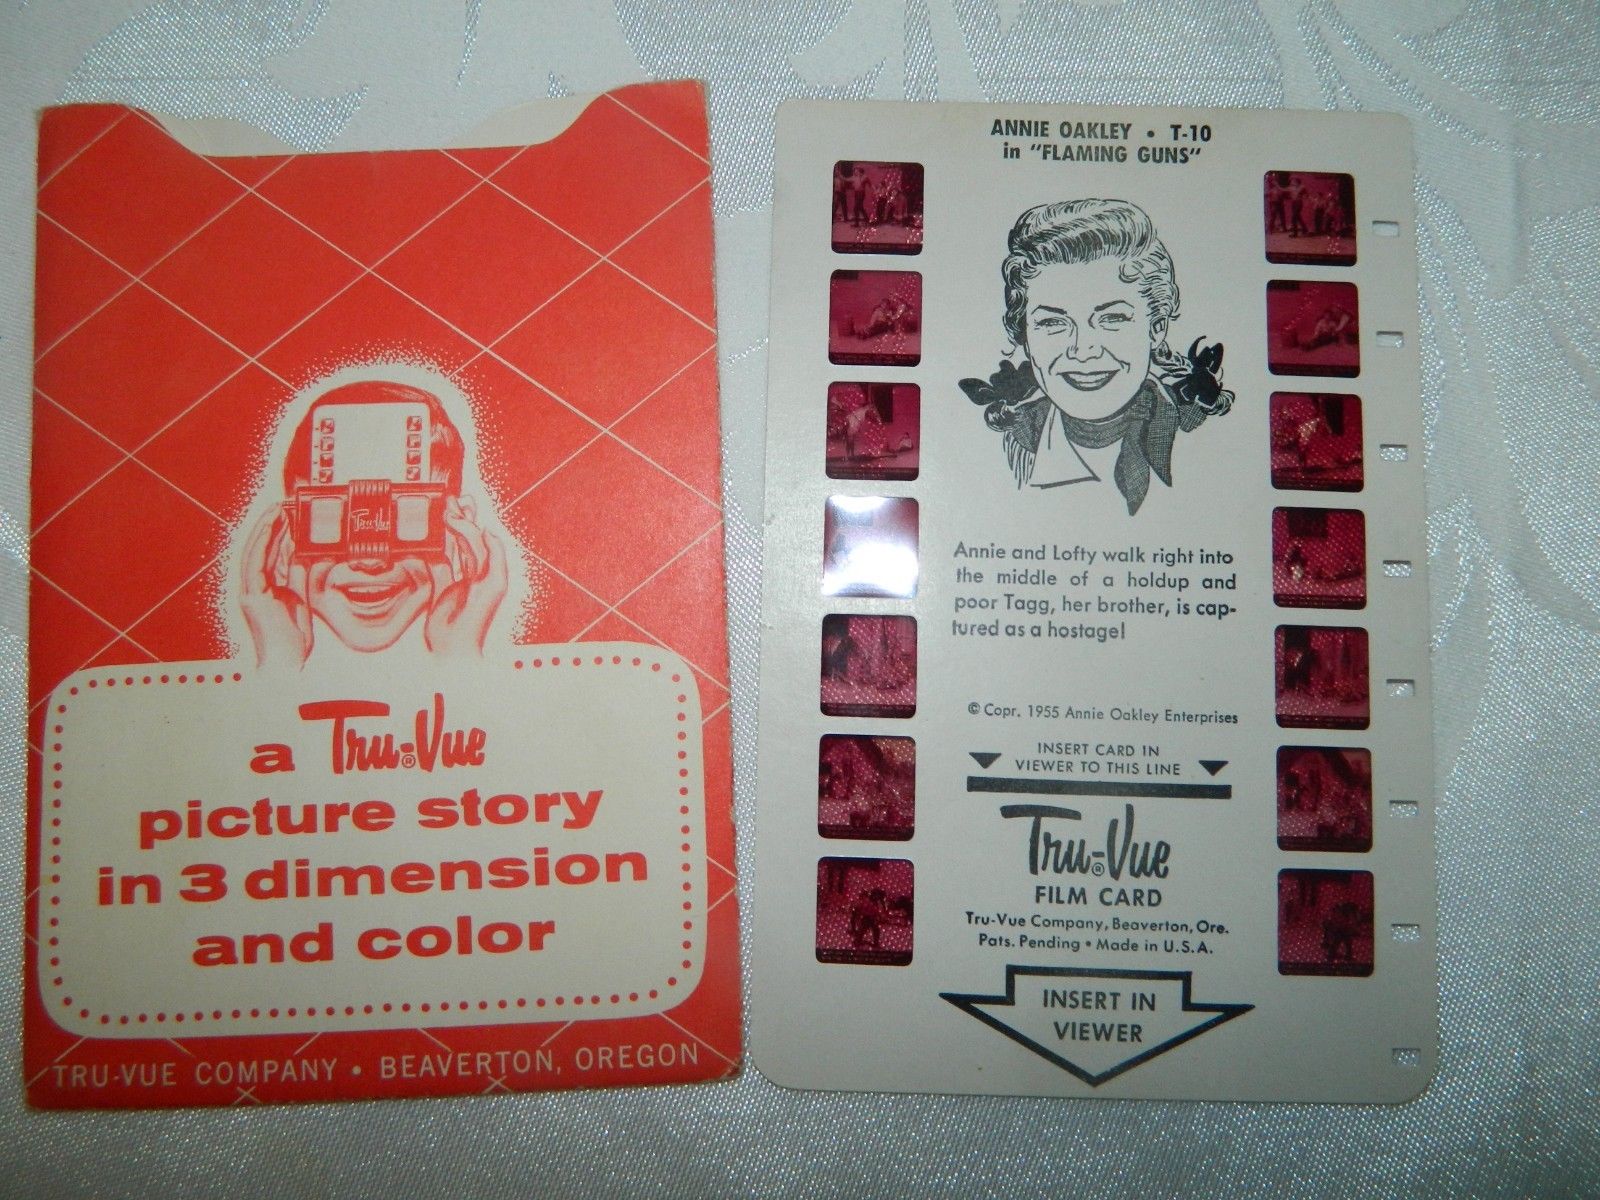 Tru-Vue
a Tru-Vue®
picture story
in 3 dimension
and color
TRU-VUE COMPANY • BEAVERTON, OREGON
ANNIE OAKLEY • T-10
in "FLAMING GUNS"
Annie and Lofty walk right into
the middle of a holdup and
poor Tagg, her brother, is cap-
tured as a hostage!
© Copr. 1955 Annie Oakley Enterprises
INSERT CARD IN
VIEWER TO THIS LINE
Tru-Vue®
FILM CARD
Tru-Vue Company, Beaverton, Ore.
Pats. Pending • Made in U.S.A.
INSERT IN
VIEWER